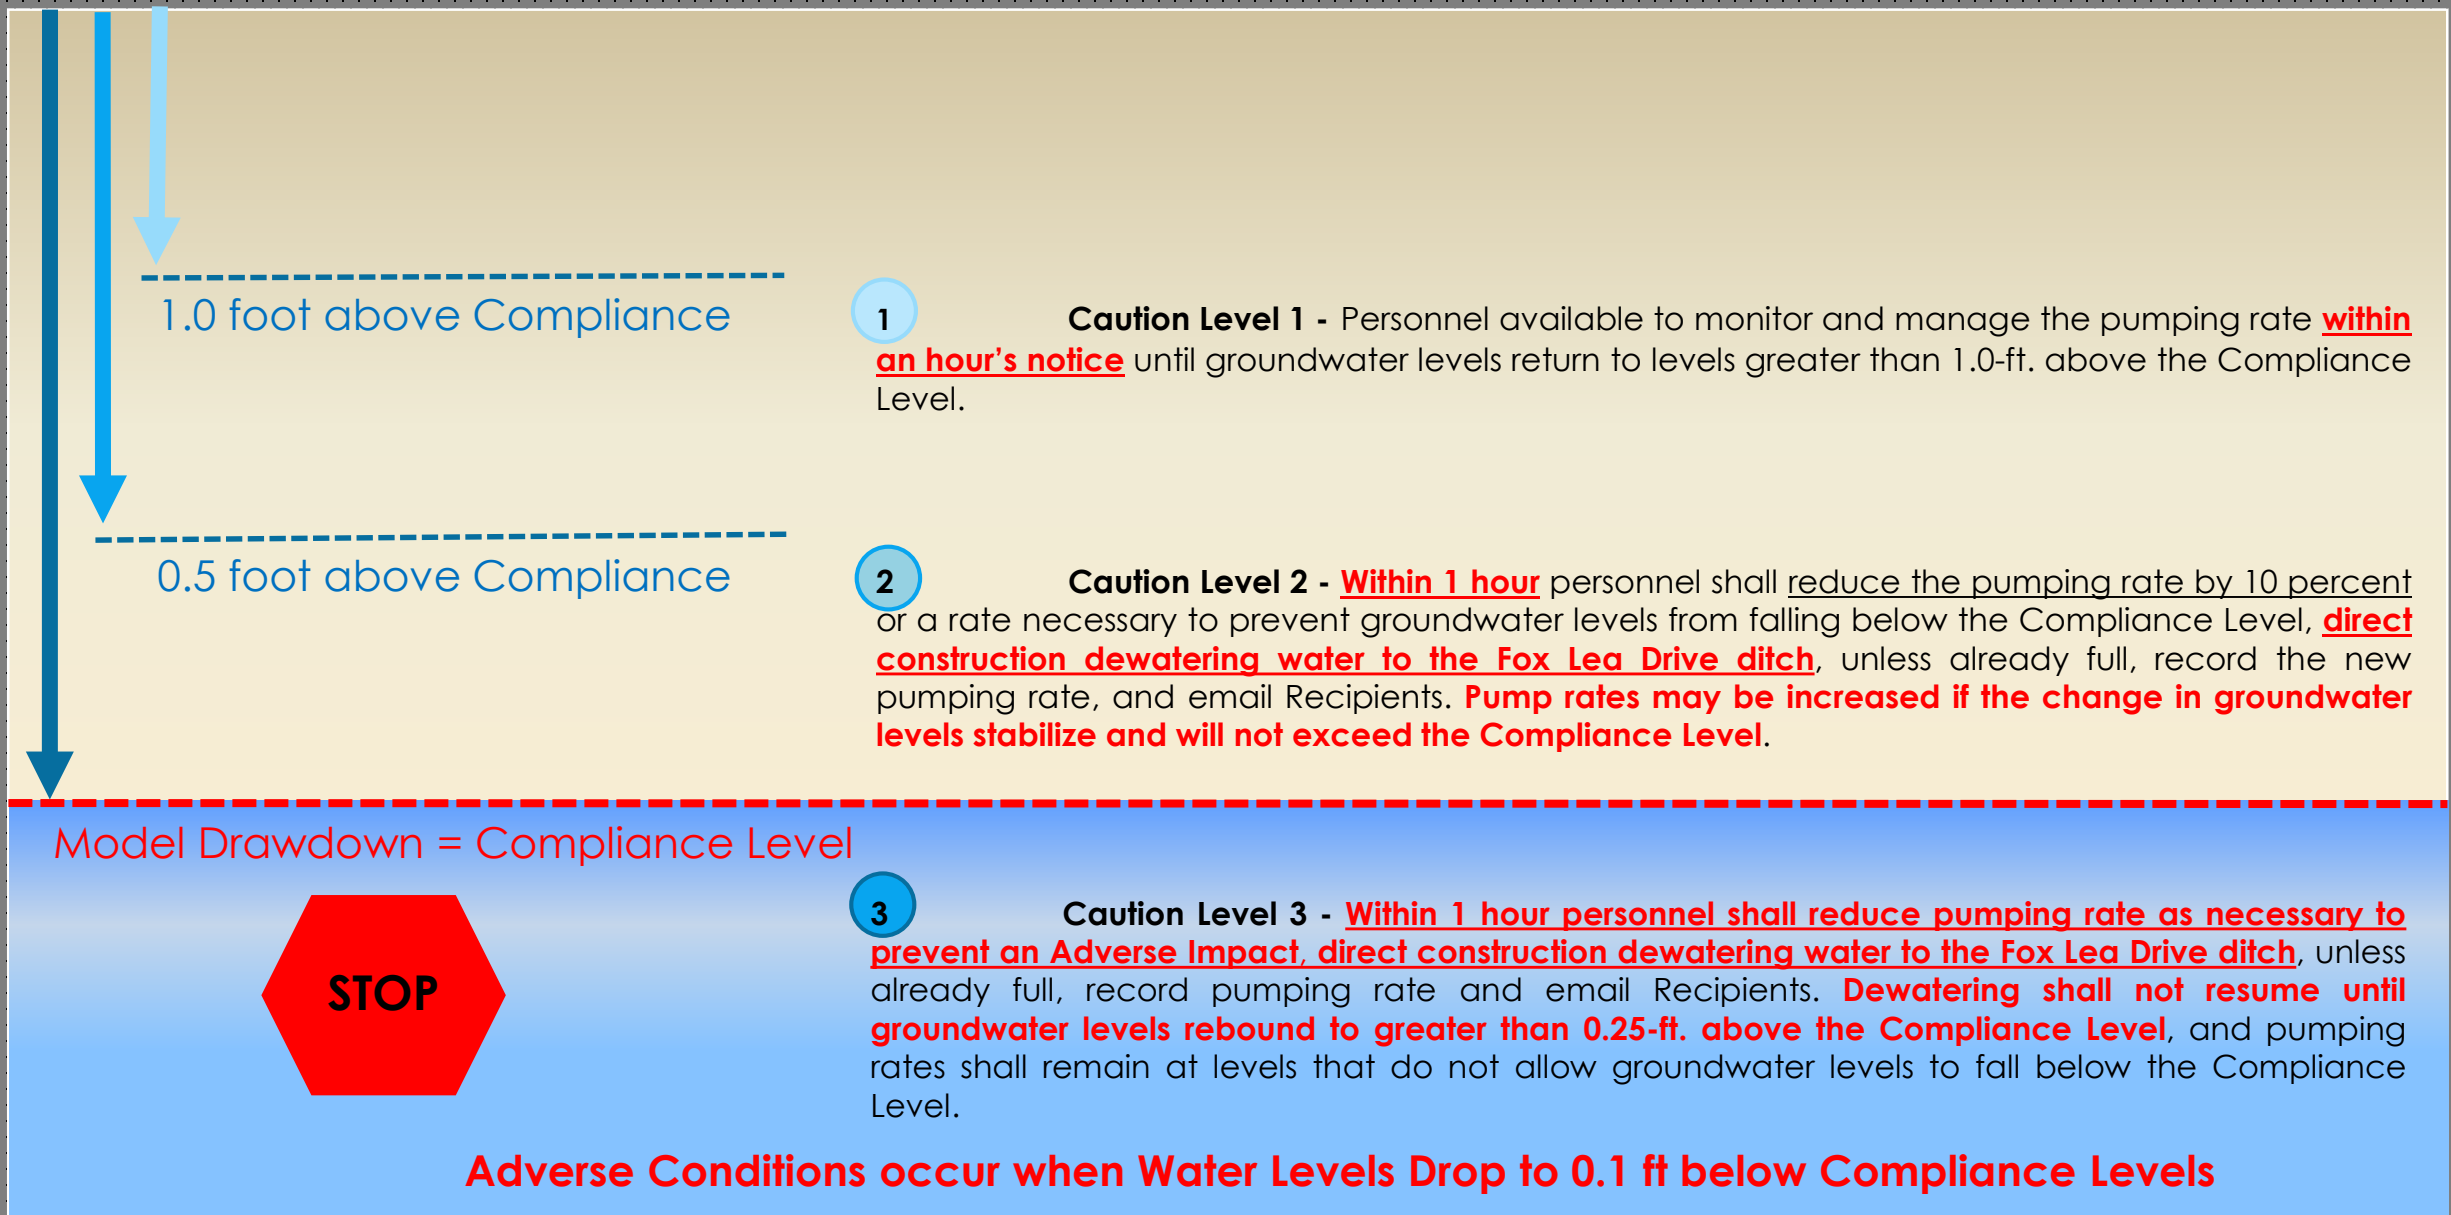 1.0 foot above Compliance
1 Caution Level 1 - Personnel available to monitor and manage the pumping rate within
an hour’s notice until groundwater levels return to levels greater than 1.0-ft. above the Compliance
Level.
0.5 foot above Compliance
2 Caution Level 2 - Within 1 hour personnel shall reduce the pumping rate by 10 percent
or a rate necessary to prevent groundwater levels from falling below the Compliance Level, direct
construction dewatering water to the Fox Lea Drive ditch, unless already full, record the new
pumping rate, and email Recipients. Pump rates may be increased if the change in groundwater
levels stabilize and will not exceed the Compliance Level.
Model Drawdown = Compliance Level
STOP
3 Caution Level 3 - Within 1 hour personnel shall reduce pumping rate as necessary to
prevent an Adverse Impact, direct construction dewatering water to the Fox Lea Drive ditch, unless
already full, record pumping rate and email Recipients. Dewatering shall not resume until
groundwater levels rebound to greater than 0.25-ft. above the Compliance Level, and pumping
rates shall remain at levels that do not allow groundwater levels to fall below the Compliance
Level.
Adverse Conditions occur when Water Levels Drop to 0.1 ft below Compliance Levels